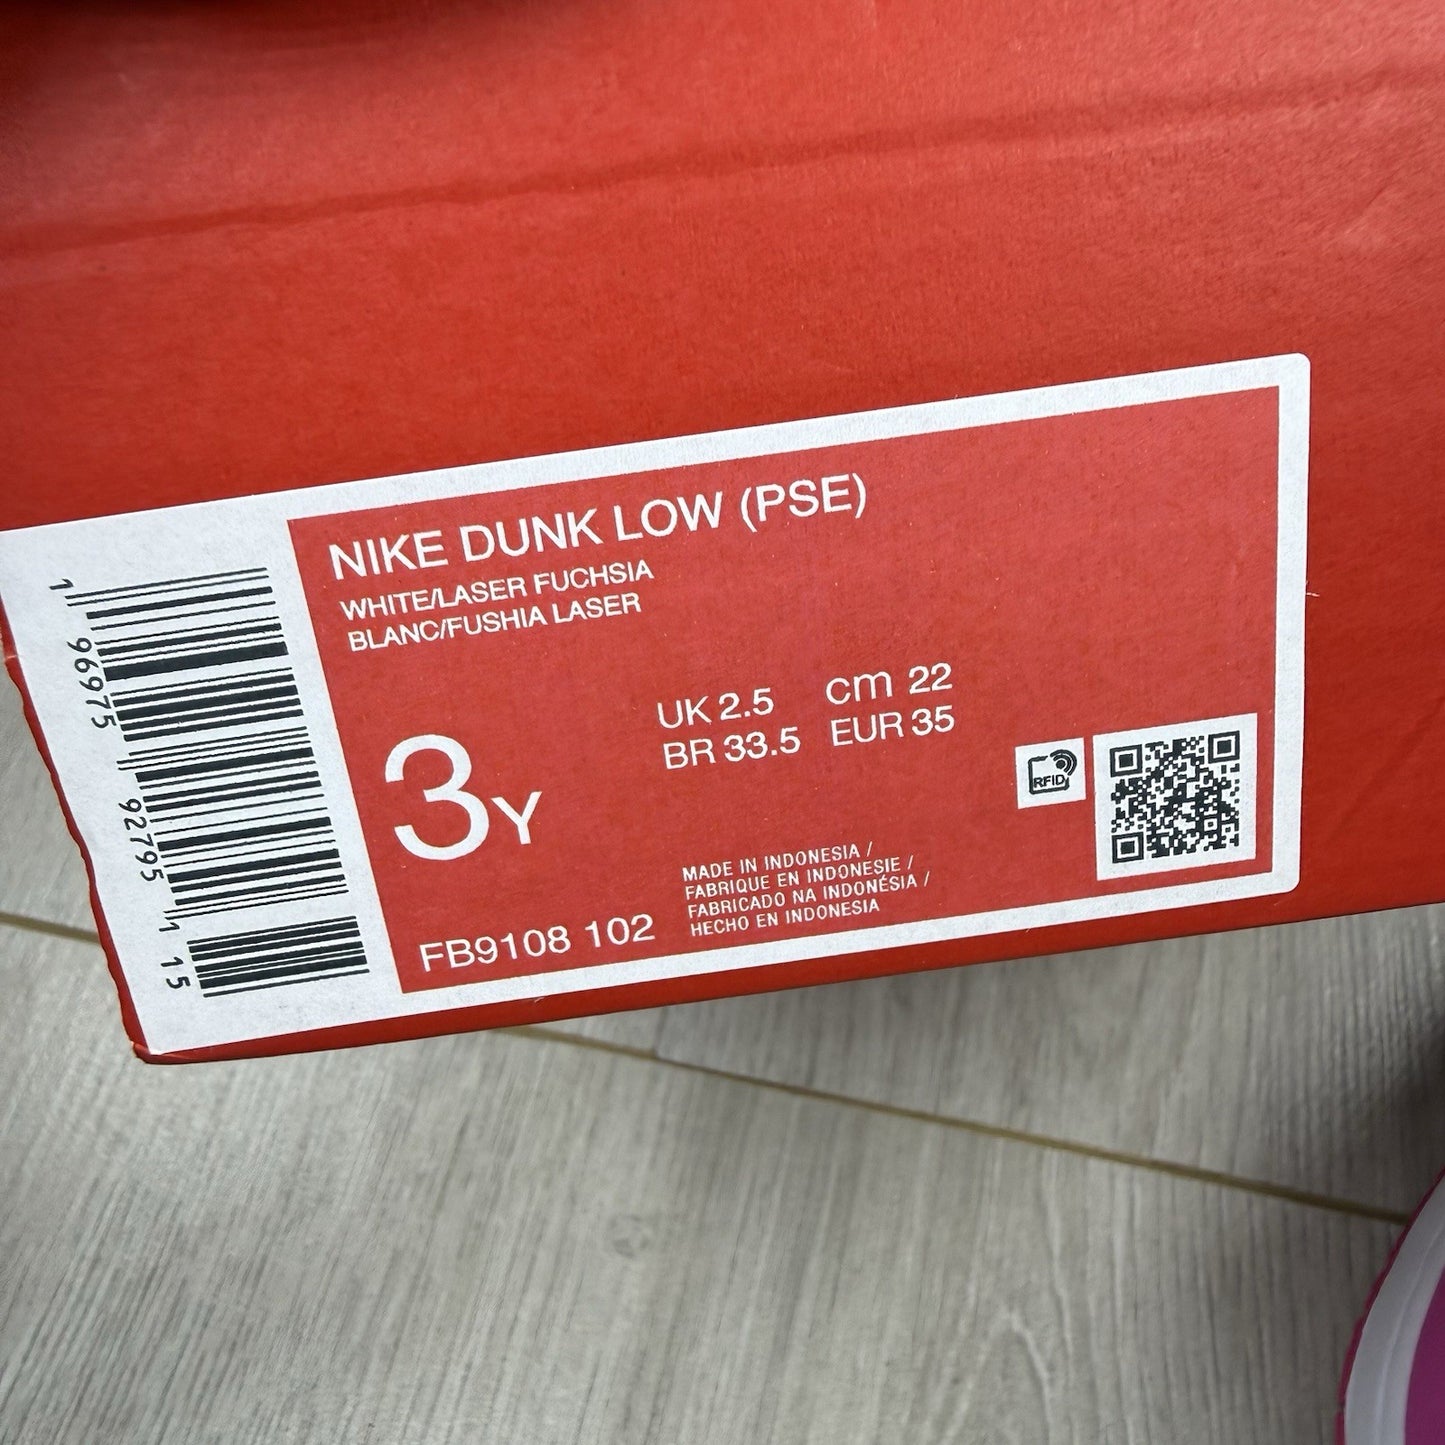 NIKE DUNK LOW (PSE)
WHITE/LASER FUCHSIA
BLANC/FUSHIA LASER
UK 2.5 cm 22
BR 33.5 EUR 35
3Y
RFID
MADE IN INDONESIA /
FABRIQUE EN INDONESIE /
FABRICADO NA INDONÉSIA /
HECHO EN INDONESIA
FB9108 102
1 96975 92795 1 15